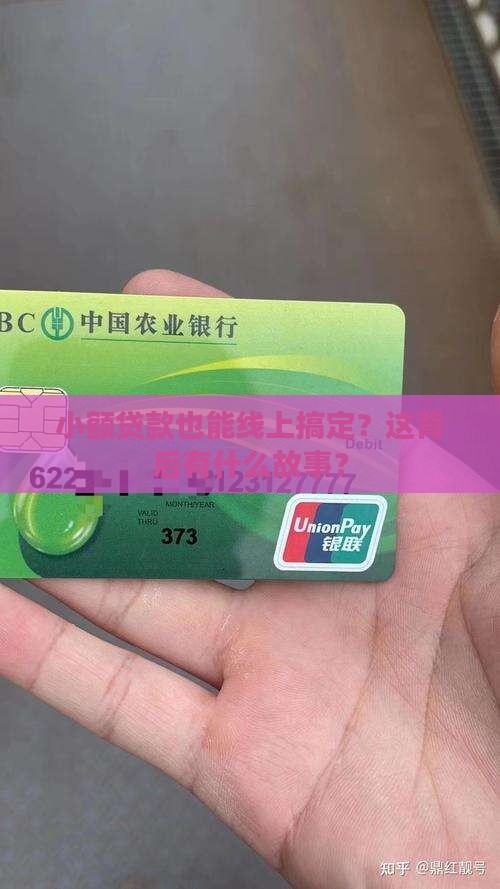 BC 中国农业银行
小额贷款也能线上搞定？这背
后有什么故事？
Debit
622 123127777
MONTH/YEAR
VALID
THRU
373
UnionPay
银联
知乎 @鼎红靓号